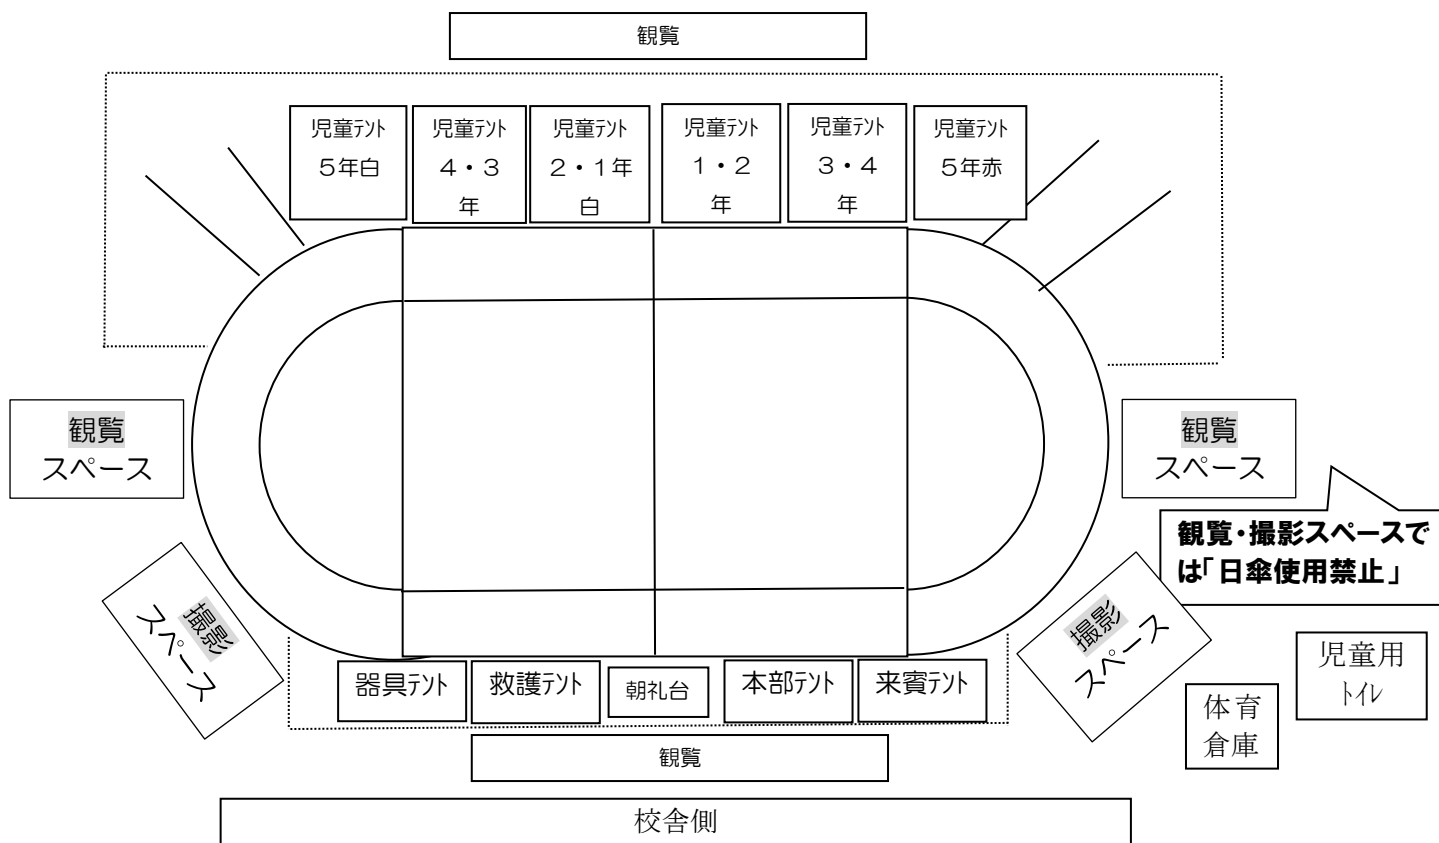 観覧
児童ﾃﾝﾄ
５年白
児童ﾃﾝﾄ
４・３
年
児童ﾃﾝﾄ
２・１年
白
児童ﾃﾝﾄ
１・２
年
児童ﾃﾝﾄ
３・４
年
児童ﾃﾝﾄ
５年赤
観覧
スペース
観覧
スペース
観覧・撮影スペースで
は「日傘使用禁止」
撮影
スペース
撮影
スペース
器具ﾃﾝﾄ
救護ﾃﾝﾄ
朝礼台
本部ﾃﾝﾄ
来賓ﾃﾝﾄ
児童用
ﾄｲﾚ
体育
倉庫
観覧
校舎側